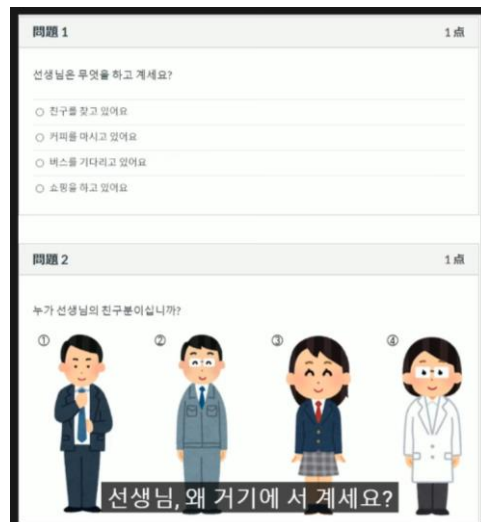 問題 1 1 点
선생님은 무엇을 하고 계세요?
친구를 찾고 있어요
커피를 마시고 있어요
버스를 기다리고 있어요
쇼핑을 하고 있어요
問題 2 1 点
누가 선생님의 친구분이십니까?
① ② ③ ④
선생님, 왜 거기에 서 계세요?